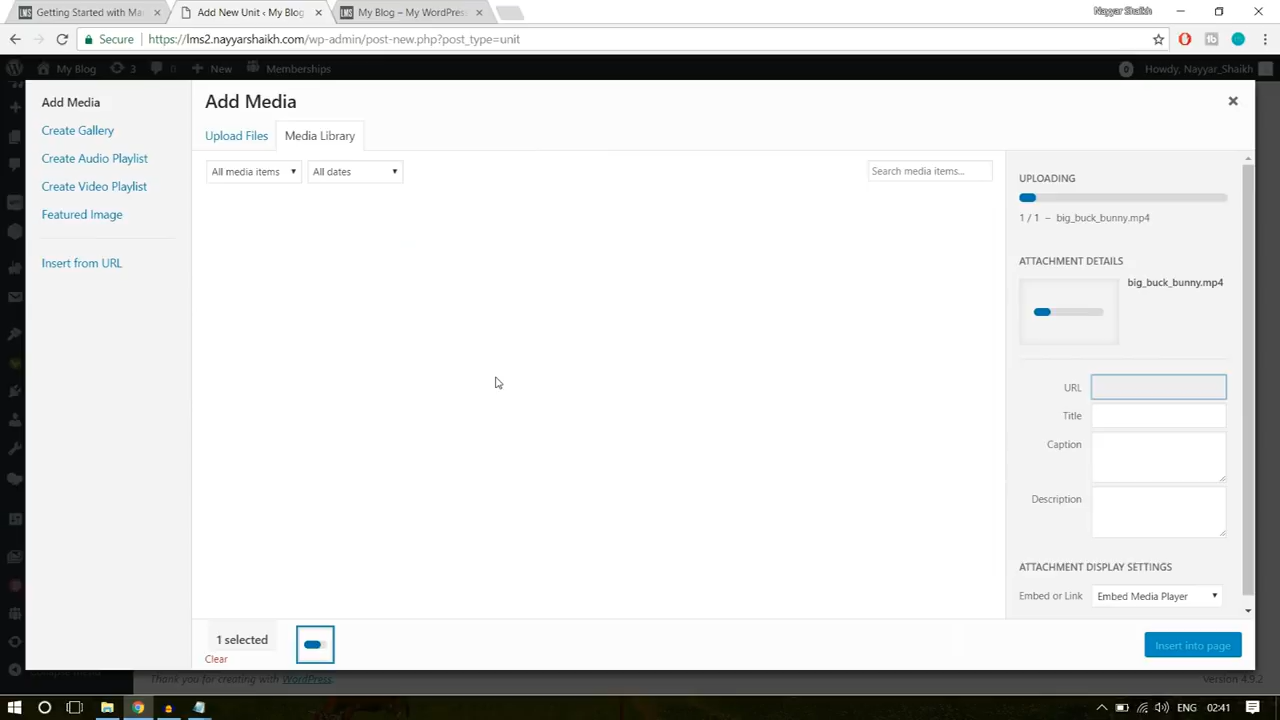 Getting Started with Ma
Add New Unit ‹ My Blog
My Blog – My WordPres
Nayyar Shaikh
Secure
https://lms2.nayyarshaikh.com/wp-admin/post-new.php?post_type=unit
My Blog
3
0
New
Memberships
0
Howdy, Nayyar_Shaikh
Add Media
Create Gallery
Create Audio Playlist
Create Video Playlist
Featured Image
Insert from URL
Add Media
Upload Files
Media Library
All media items
All dates
Search media items...
UPLOADING
1 / 1 – big_buck_bunny.mp4
ATTACHMENT DETAILS
big_buck_bunny.mp4
URL
Title
Caption
Description
ATTACHMENT DISPLAY SETTINGS
Embed or Link
Embed Media Player
1 selected
Clear
Insert into page
Thank you for creating with WordPress.
Version 4.9.2
ENG
02:41